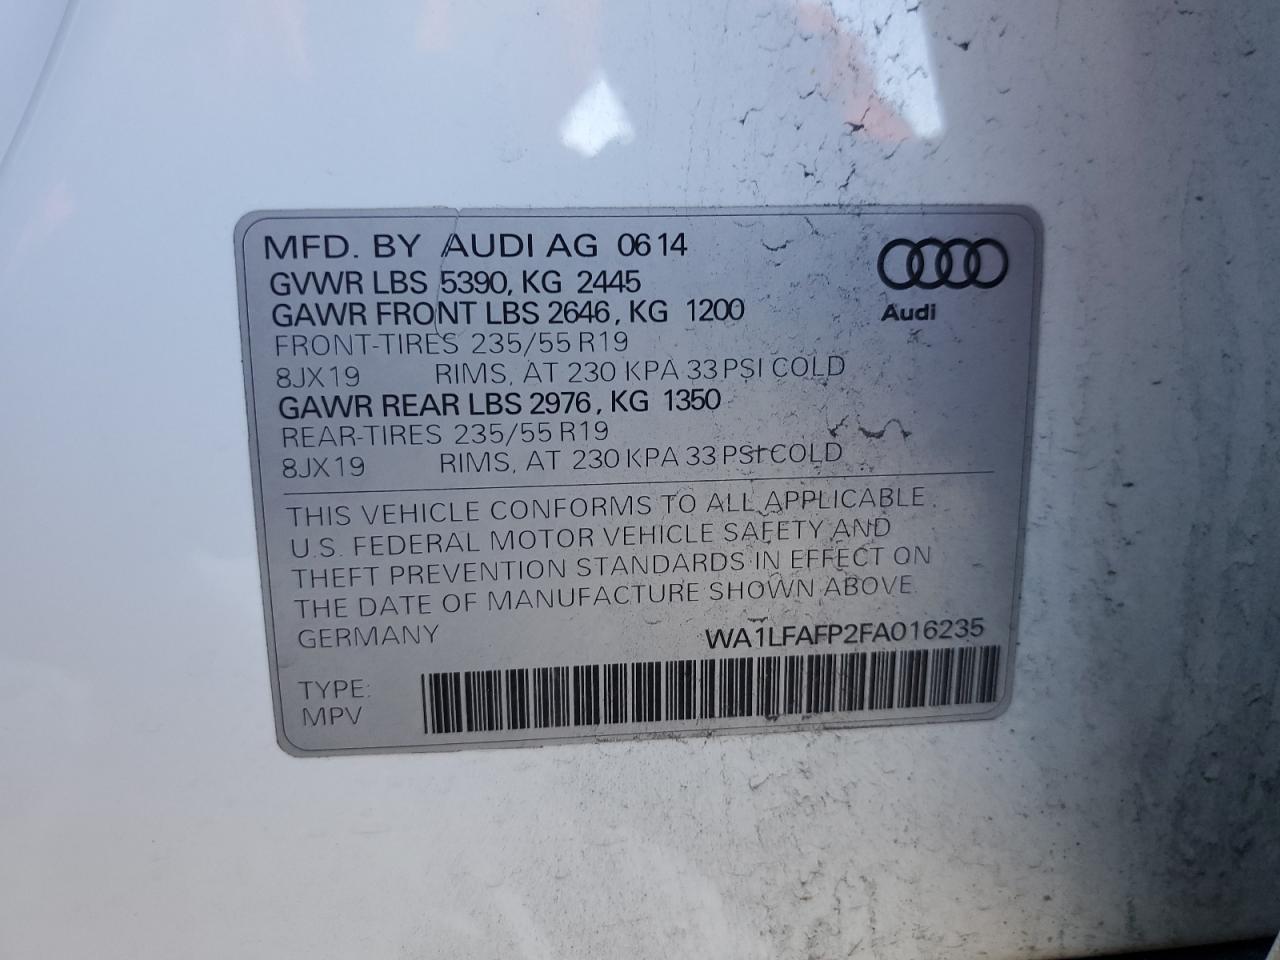 MFD. BY AUDI AG 0614
GVWR LBS 5390, KG 2445
GAWR FRONT LBS 2646, KG 1200
FRONT-TIRES 235/55 R19
8JX19 RIMS, AT 230 KPA 33 PSI COLD
GAWR REAR LBS 2976, KG 1350
REAR-TIRES 235/55 R19
8JX19 RIMS, AT 230 KPA 33 PSI COLD
Audi
THIS VEHICLE CONFORMS TO ALL APPLICABLE
U.S. FEDERAL MOTOR VEHICLE SAFETY AND
THEFT PREVENTION STANDARDS IN EFFECT ON
THE DATE OF MANUFACTURE SHOWN ABOVE.
GERMANY WA1LFAFP2FA016235
TYPE:
MPV